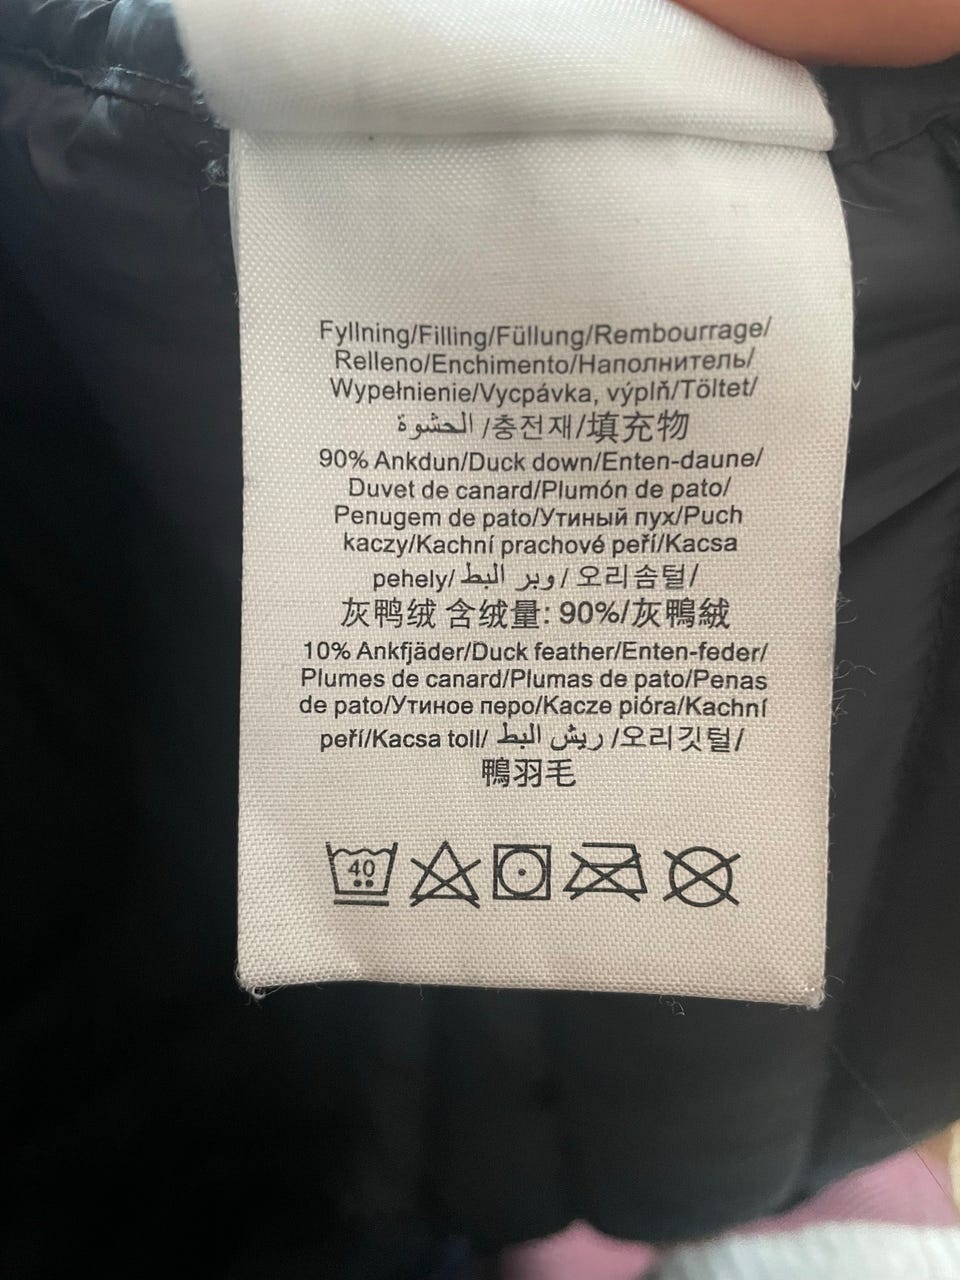 Fyllning/Filling/Füllung/Rembourrage/
Relleno/Enchimento/Наполнитель/
Wypełnienie/Vycpávka, výplň/Töltet/
الحشوة /충전재/填充物
90% Ankdun/Duck down/Enten-daune/
Duvet de canard/Plumón de pato/
Penugem de pato/Утиный пух/Puch
kaczy/Kachní prachové peří/Kacsa
pehely/ وبر البط / 오리솜털/
灰鸭绒 含绒量: 90%/灰鴨絨
10% Ankfjäder/Duck feather/Enten-feder/
Plumes de canard/Plumas de pato/Penas
de pato/Утиное перо/Kacze pióra/Kachní
peří/Kacsa toll/ ريش البط /오리깃털/
鴨羽毛
40